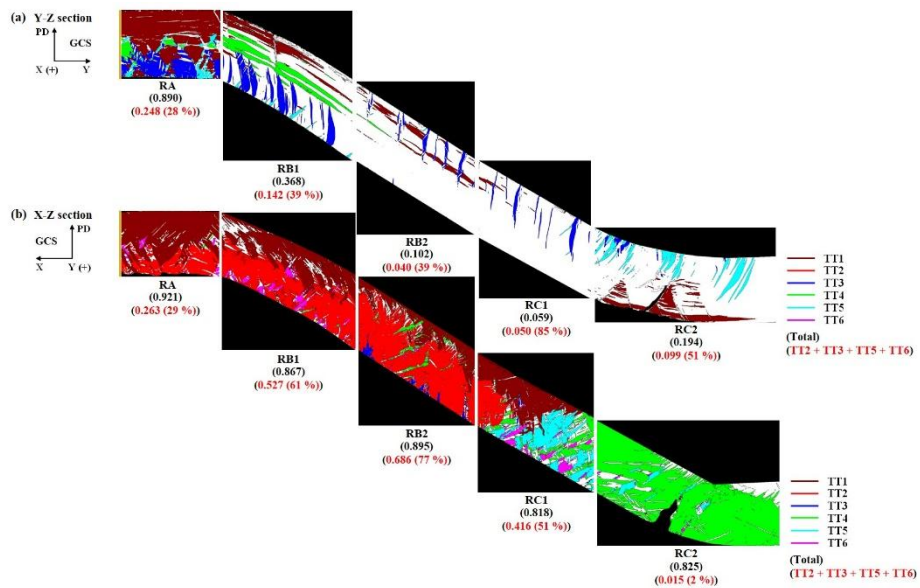 (a) Y-Z section
PD
GCS
X (+) Y
RA
(0.890)
(0.248 (28 %))
RB1
(0.368)
(0.142 (39 %))
RB2
(0.102)
(0.040 (39 %))
RC1
(0.059)
(0.050 (85 %))
RC2
(0.194)
(0.099 (51 %))
TT1
TT2
TT3
TT4
TT5
TT6
(Total)
(TT2 + TT3 + TT5 + TT6)
(b) X-Z section
PD
GCS
X Y (+)
RA
(0.921)
(0.263 (29 %))
RB1
(0.867)
(0.527 (61 %))
RB2
(0.895)
(0.686 (77 %))
RC1
(0.818)
(0.416 (51 %))
RC2
(0.825)
(0.015 (2 %))
TT1
TT2
TT3
TT4
TT5
TT6
(Total)
(TT2 + TT3 + TT5 + TT6)